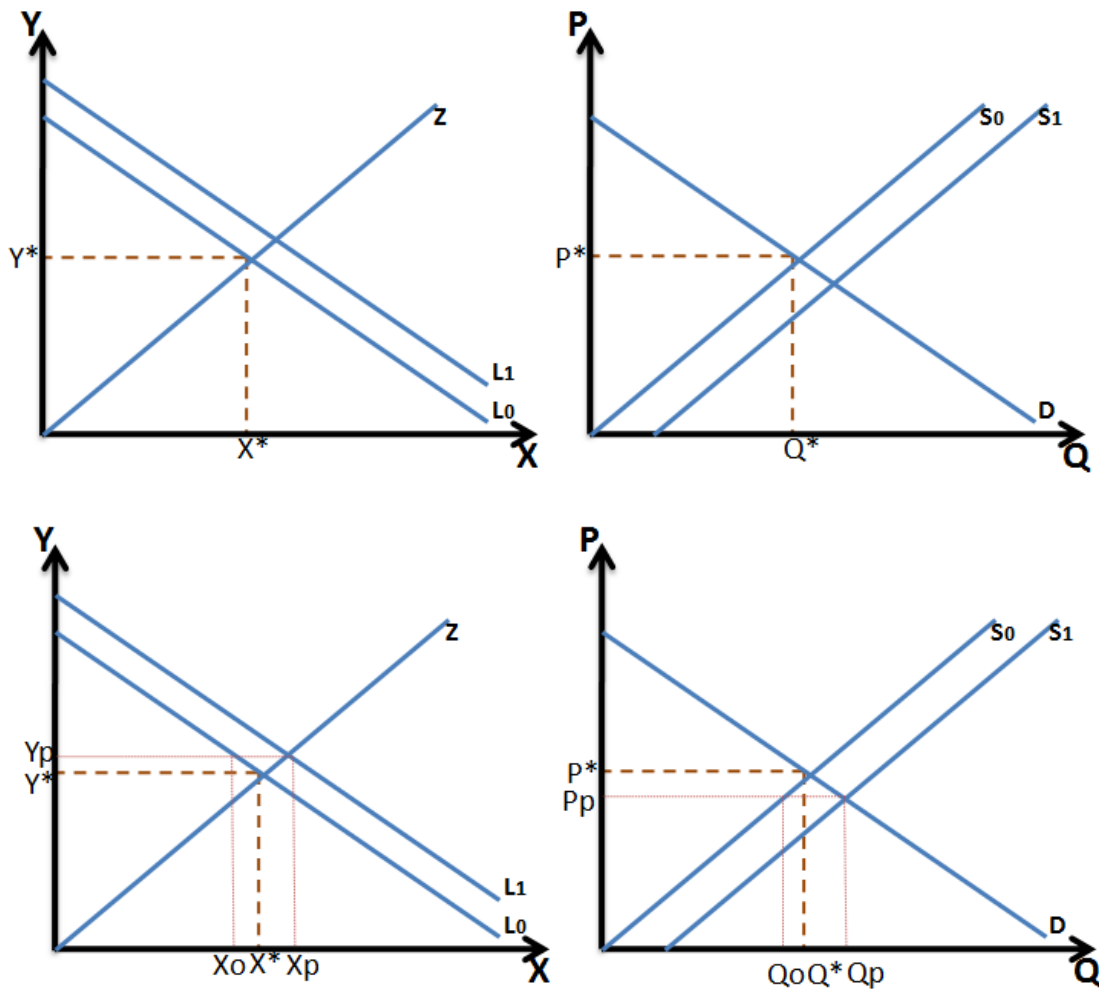 Y
Z
Y*
L1
L0
X*
X
P
S0
S1
P*
D
Q*
Q
Y
Z
Yp
Y*
L1
L0
Xo X* Xp
X
P
S0
S1
P*
Pp
D
Qo Q* Qp
Q